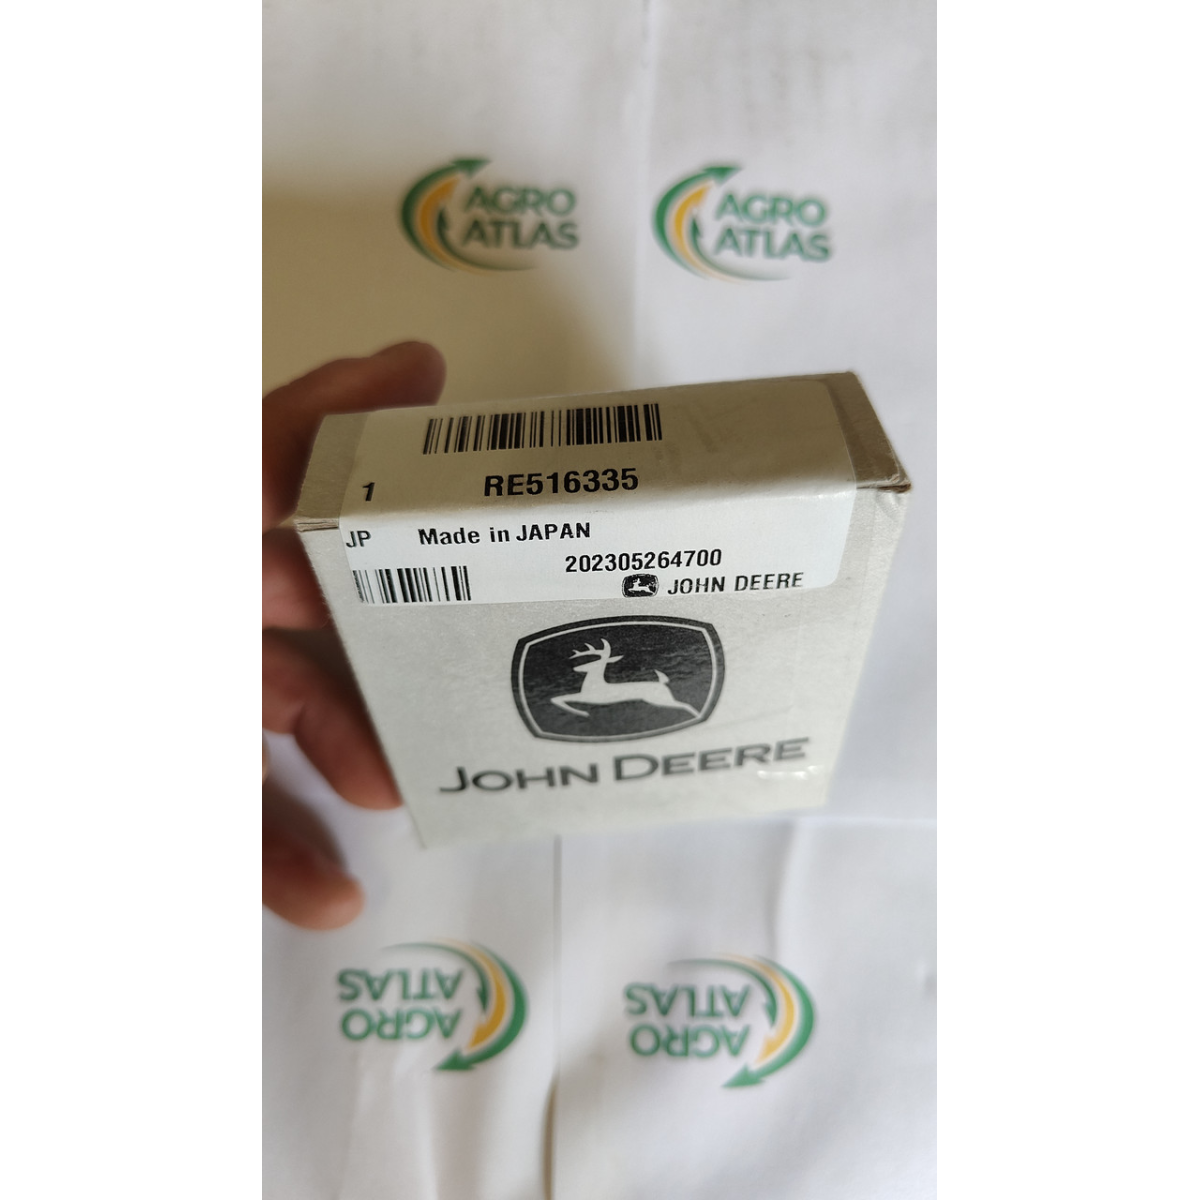 AGRO
ATLAS
AGRO
ATLAS
1 RE516335
JP Made in JAPAN
202305264700
JOHN DEERE
JOHN DEERE
AGRO
ATLAS
AGRO
ATLAS